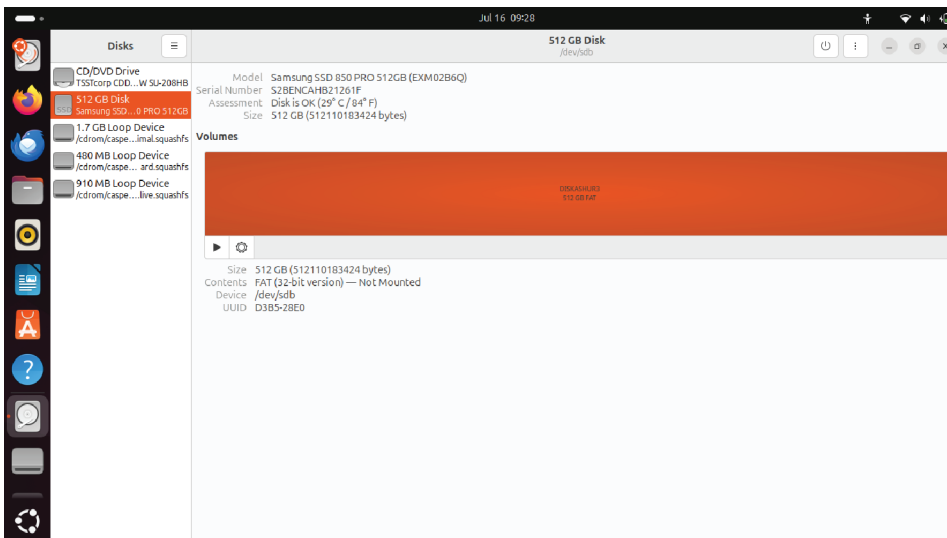 Jul 16 09:28
Disks
512 GB Disk
/dev/sdb
CD/DVD Drive
TSSTcorp CDD...W SU-208HB
512 GB Disk
Samsung SSD...0 PRO 512GB
1.7 GB Loop Device
/cdrom/caspe...imal.squashfs
480 MB Loop Device
/cdrom/caspe... ard.squashfs
910 MB Loop Device
/cdrom/caspe....live.squashfs
Model Samsung SSD 850 PRO 512GB (EXM02B6Q)
Serial Number S2BENCAHB21261F
Assessment Disk is OK (29° C / 84° F)
Size 512 GB (512110183424 bytes)
Volumes
DISKASHUR3
512 GB FAT
Size 512 GB (512110183424 bytes)
Contents FAT (32-bit version) — Not Mounted
Device /dev/sdb
UUID D3B5-28E0
SSD